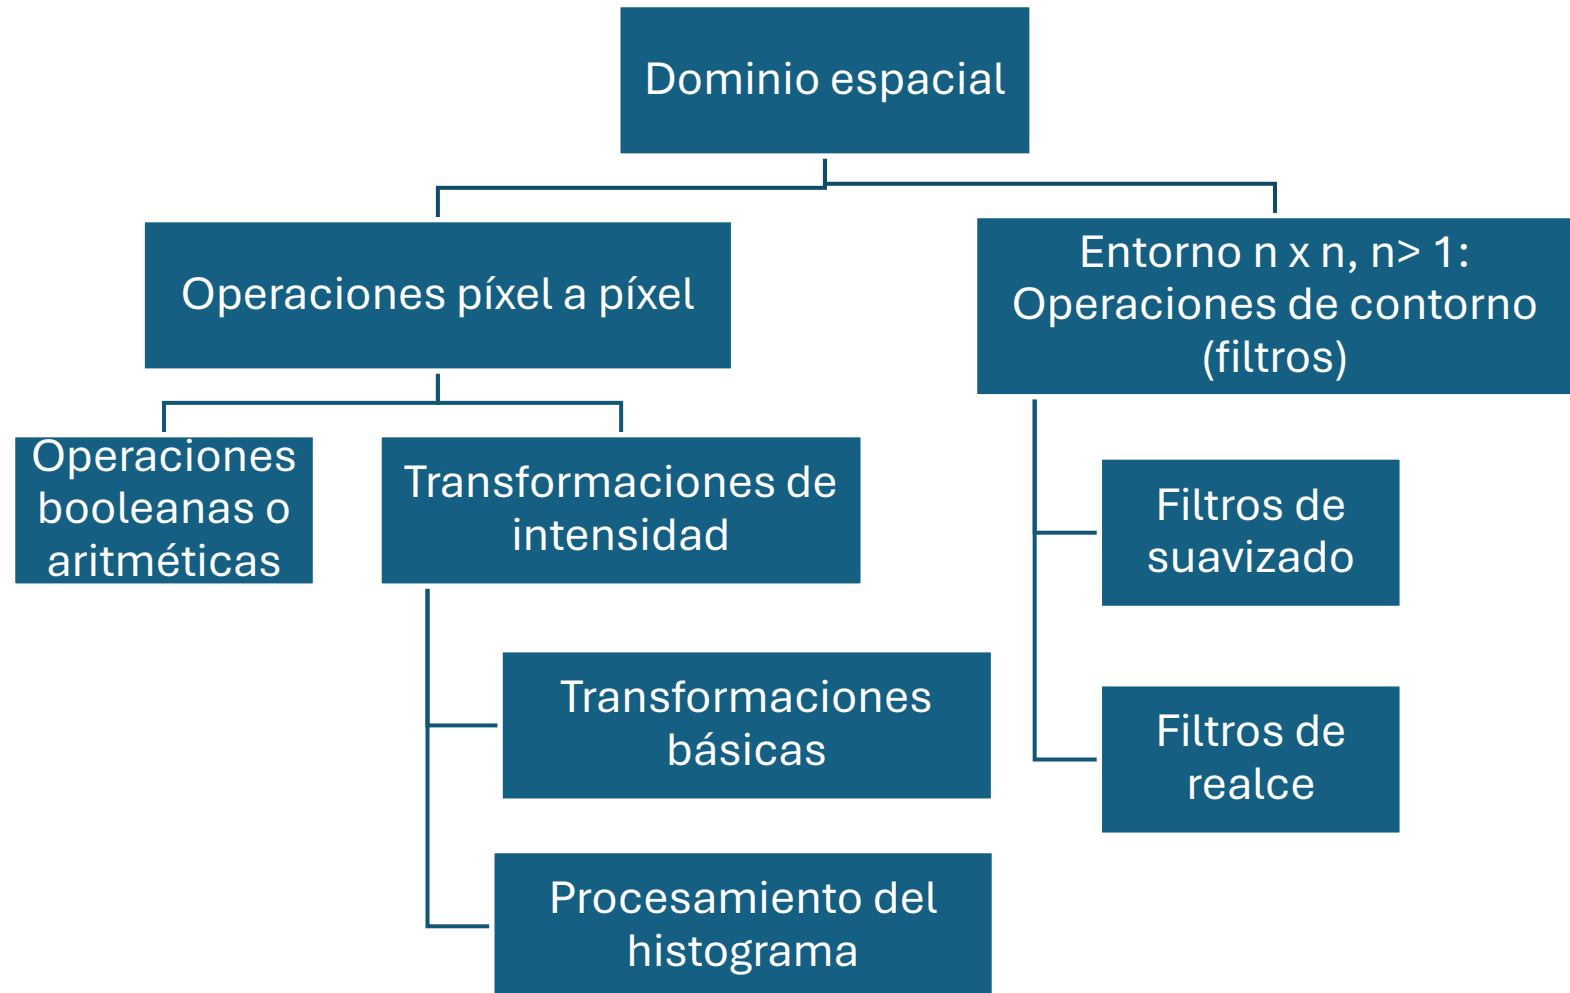 Dominio espacial
Operaciones píxel a píxel
Entorno n x n, n> 1:
Operaciones de contorno
(filtros)
Operaciones
booleanas o
aritméticas
Transformaciones de
intensidad
Filtros de
suavizado
Transformaciones
básicas
Filtros de
realce
Procesamiento del
histograma